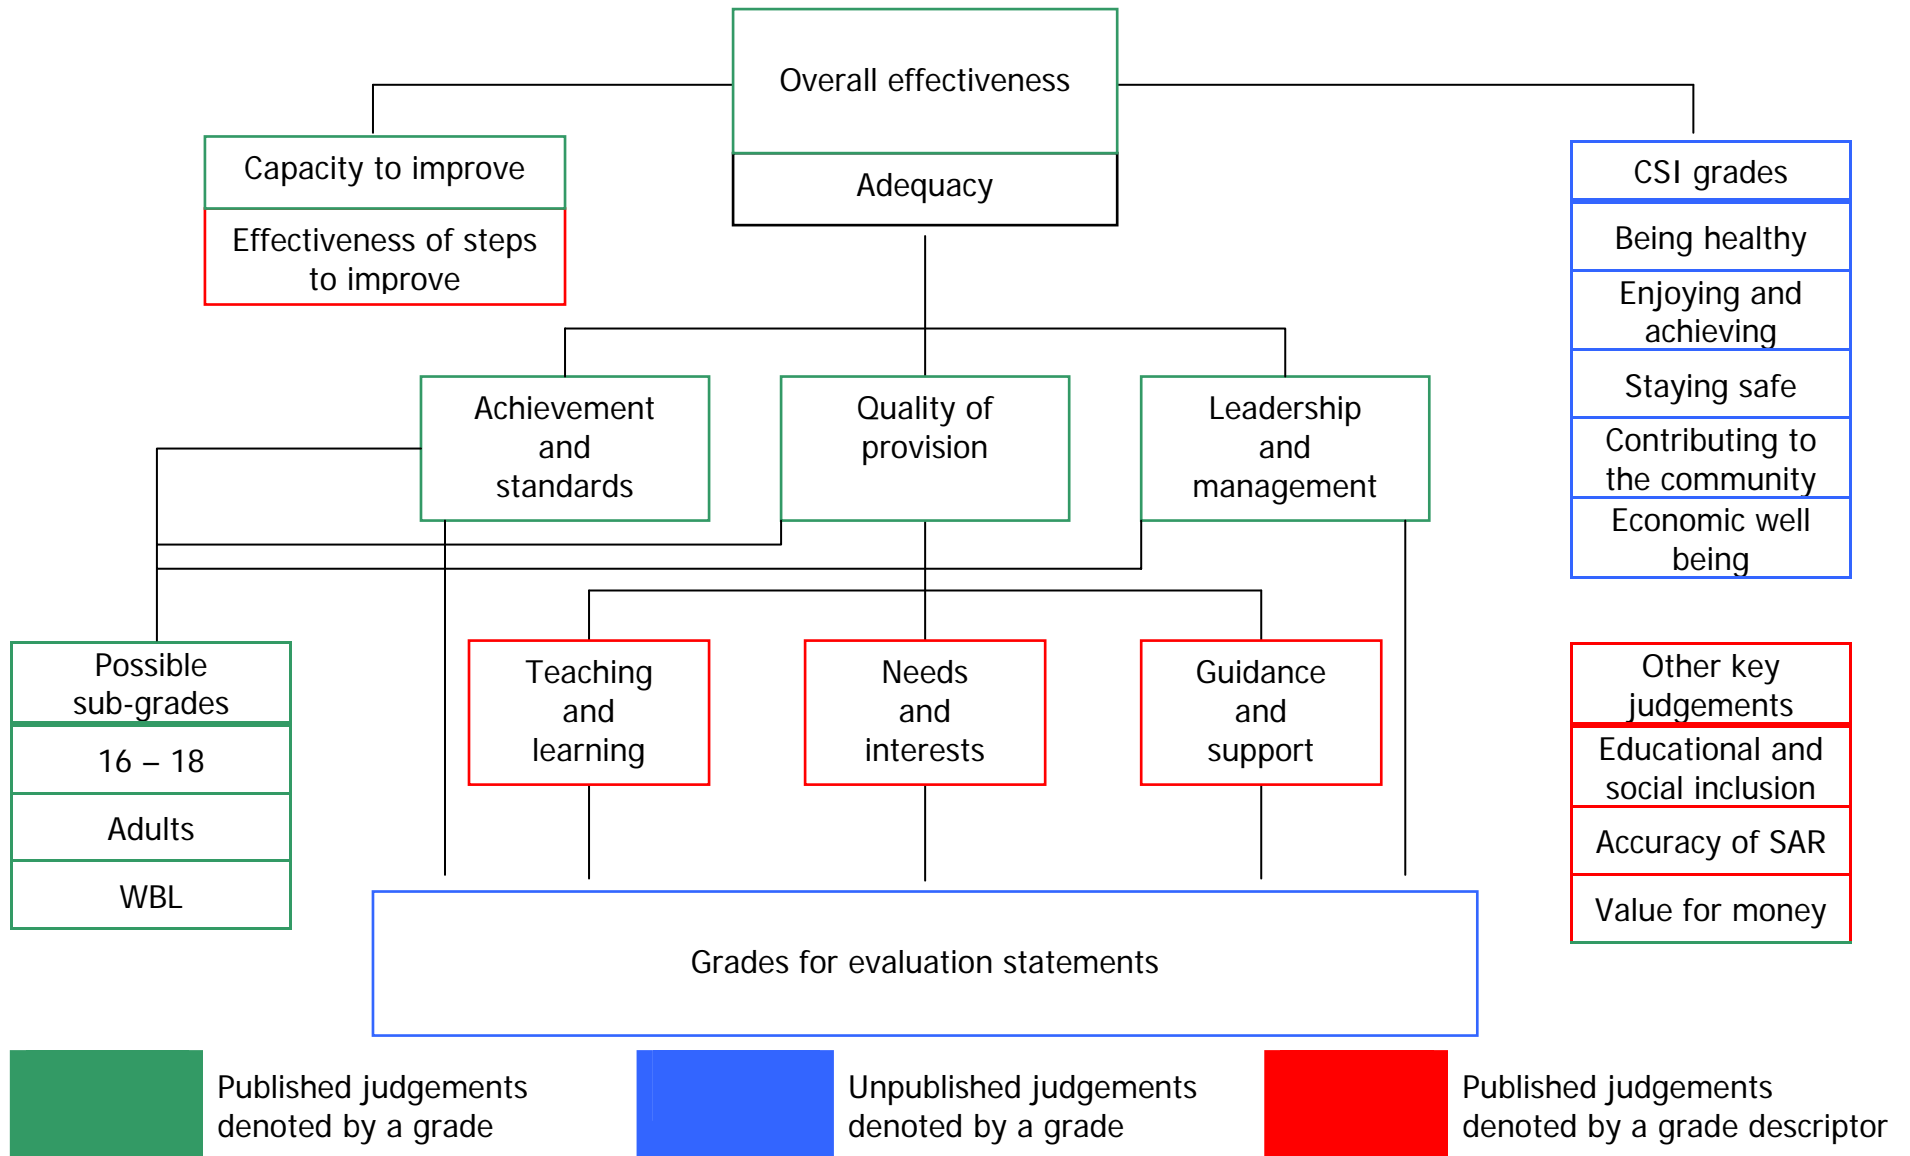 Overall effectiveness
Adequacy
Capacity to improve
Effectiveness of steps
to improve
CSI grades
Being healthy
Enjoying and
achieving
Staying safe
Contributing to
the community
Economic well
being
Achievement
and
standards
Quality of
provision
Leadership
and
management
Possible
sub-grades
16 – 18
Adults
WBL
Teaching
and
learning
Needs
and
interests
Guidance
and
support
Other key
judgements
Educational and
social inclusion
Accuracy of SAR
Value for money
Grades for evaluation statements
Published judgements
denoted by a grade
Unpublished judgements
denoted by a grade
Published judgements
denoted by a grade descriptor